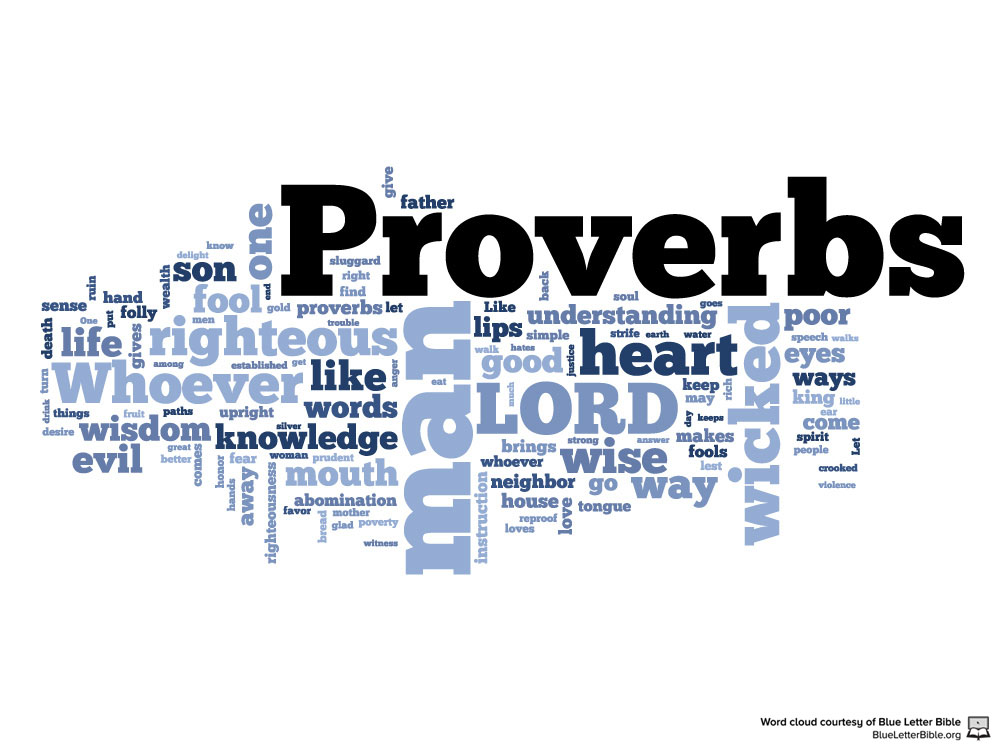 Proverbs
give
father
one
know
delight
son
sluggard
right
find
end
wealth
ruin
hand
sense
folly
put
One
fool
gold
proverbs
let
trouble
death
life
gives
righteous
among
established
get
anger
turn
Whoever
like
drink
things
fruit
paths
upright
words
desire
wisdom
silver
knowledge
great
better
evil
comes
honor
fear
woman
prudent
mouth
hands
away
righteousness
abomination
favor
mother
bread
glad
poverty
witness
man
eat
back
soul
goes
Like
understanding
lips
simple
strife
earth
water
walk
hates
good
justice
heart
much
LORD
keep
may
rich
day
keeps
strong
answer
makes
brings
whoever
wise
fools
lest
neighbor
go
way
instruction
house
love
tongue
reproof
loves
wicked
poor
speech
walks
eyes
ways
king
little
ear
come
spirit
people
Let
crooked
violence
Word cloud courtesy of Blue Letter Bible
BlueLetterBible.org